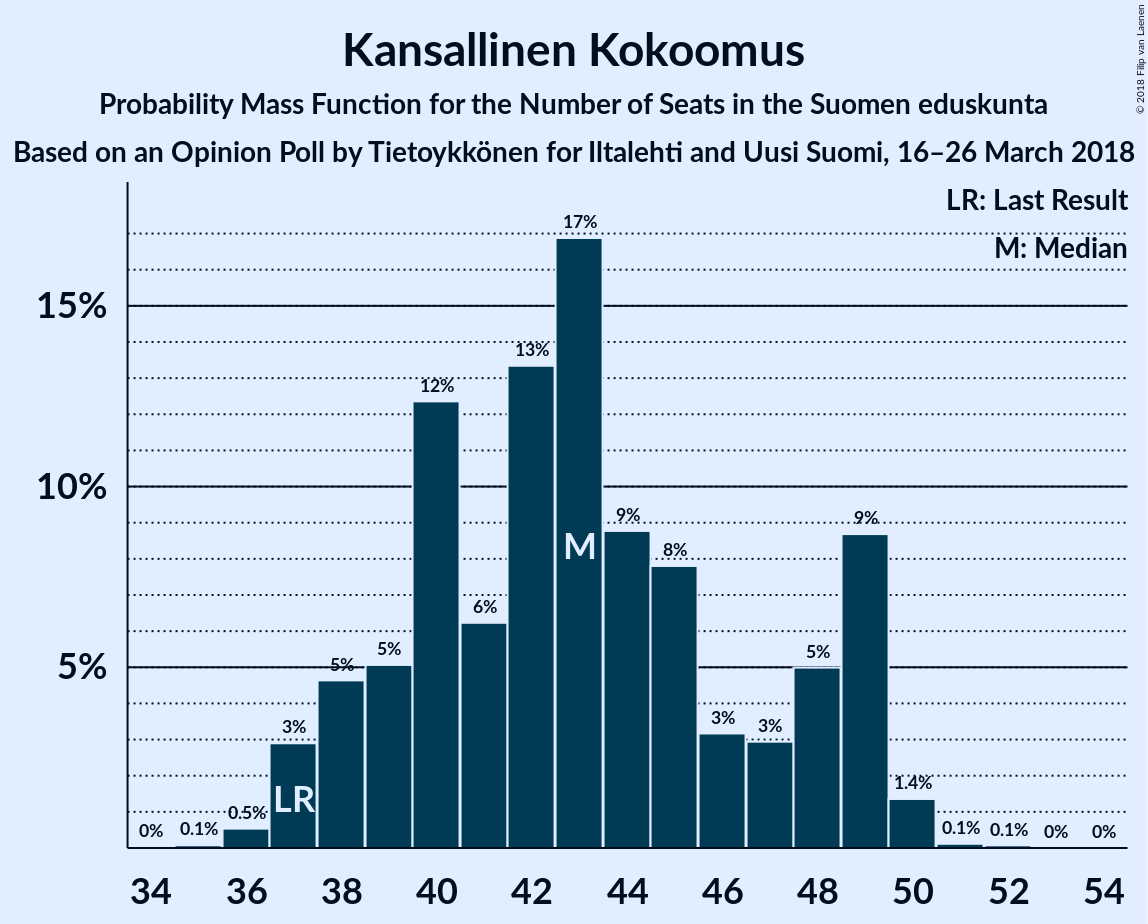 Kansallinen Kokoomus
Probability Mass Function for the Number of Seats in the Suomen eduskunta
Based on an Opinion Poll by Tietoykkönen for Iltalehti and Uusi Suomi, 16–26 March 2018
© 2018 Filip van Laenen
LR: Last Result
M: Median
15%
10%
5%
0%
0.1%
0.5%
3%
5%
5%
12%
6%
13%
17%
9%
8%
3%
3%
5%
9%
1.4%
0.1%
0.1%
0%
0%
LR
M
34 36 38 40 42 44 46 48 50 52 54